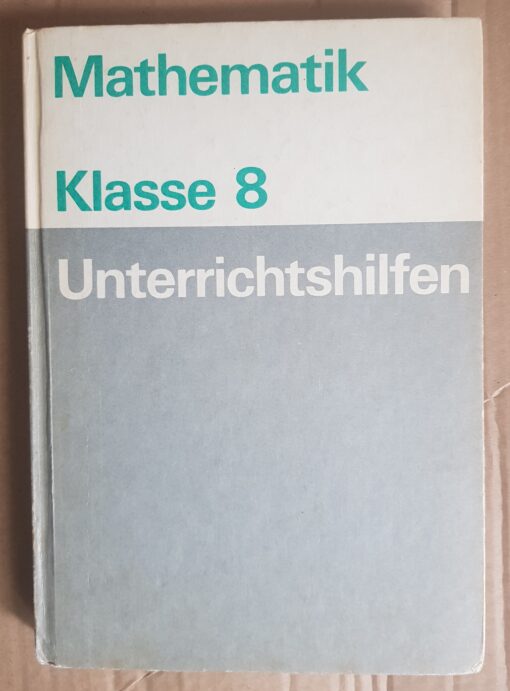 Mathematik
Klasse 8
Unterrichtshilfen